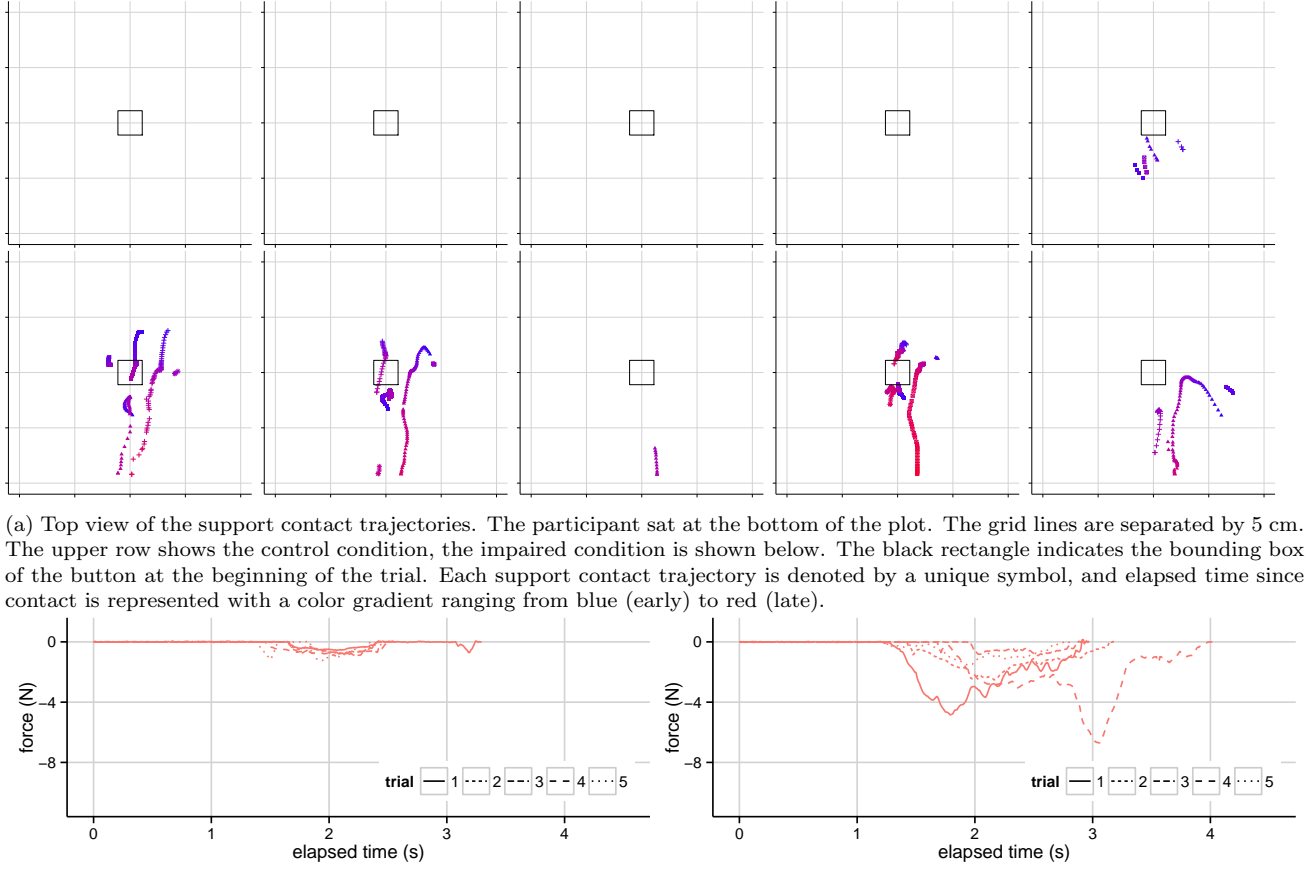 (a) Top view of the support contact trajectories. The participant sat at the bottom of the plot. The grid lines are separated by 5 cm.
The upper row shows the control condition, the impaired condition is shown below. The black rectangle indicates the bounding box
of the button at the beginning of the trial. Each support contact trajectory is denoted by a unique symbol, and elapsed time since
contact is represented with a color gradient ranging from blue (early) to red (late).
0
−4
−8
force (N)
trial 1 2 3 4 5
0 1 2 3 4
elapsed time (s)
0
−4
−8
force (N)
trial 1 2 3 4 5
0 1 2 3 4
elapsed time (s)